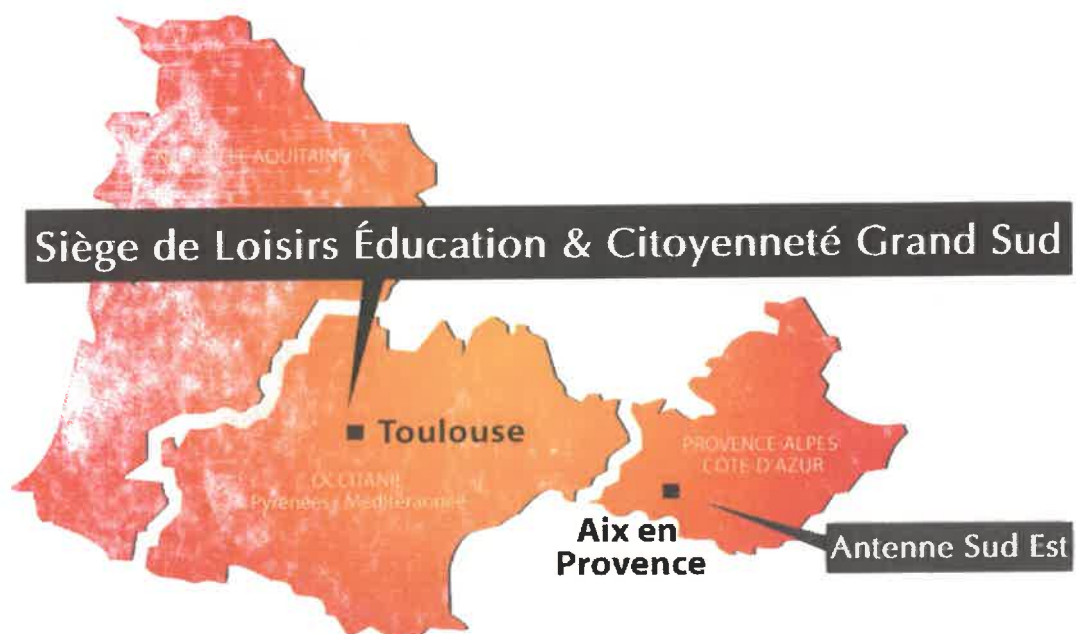 NOUVELLE AQUITAINE
Siège de Loisirs Éducation & Citoyenneté Grand Sud
Toulouse
OCCITANIE
Pyrénées - Méditérannée
PROVENCE-ALPES
CÔTE D'AZUR
Aix en
Provence
Antenne Sud Est